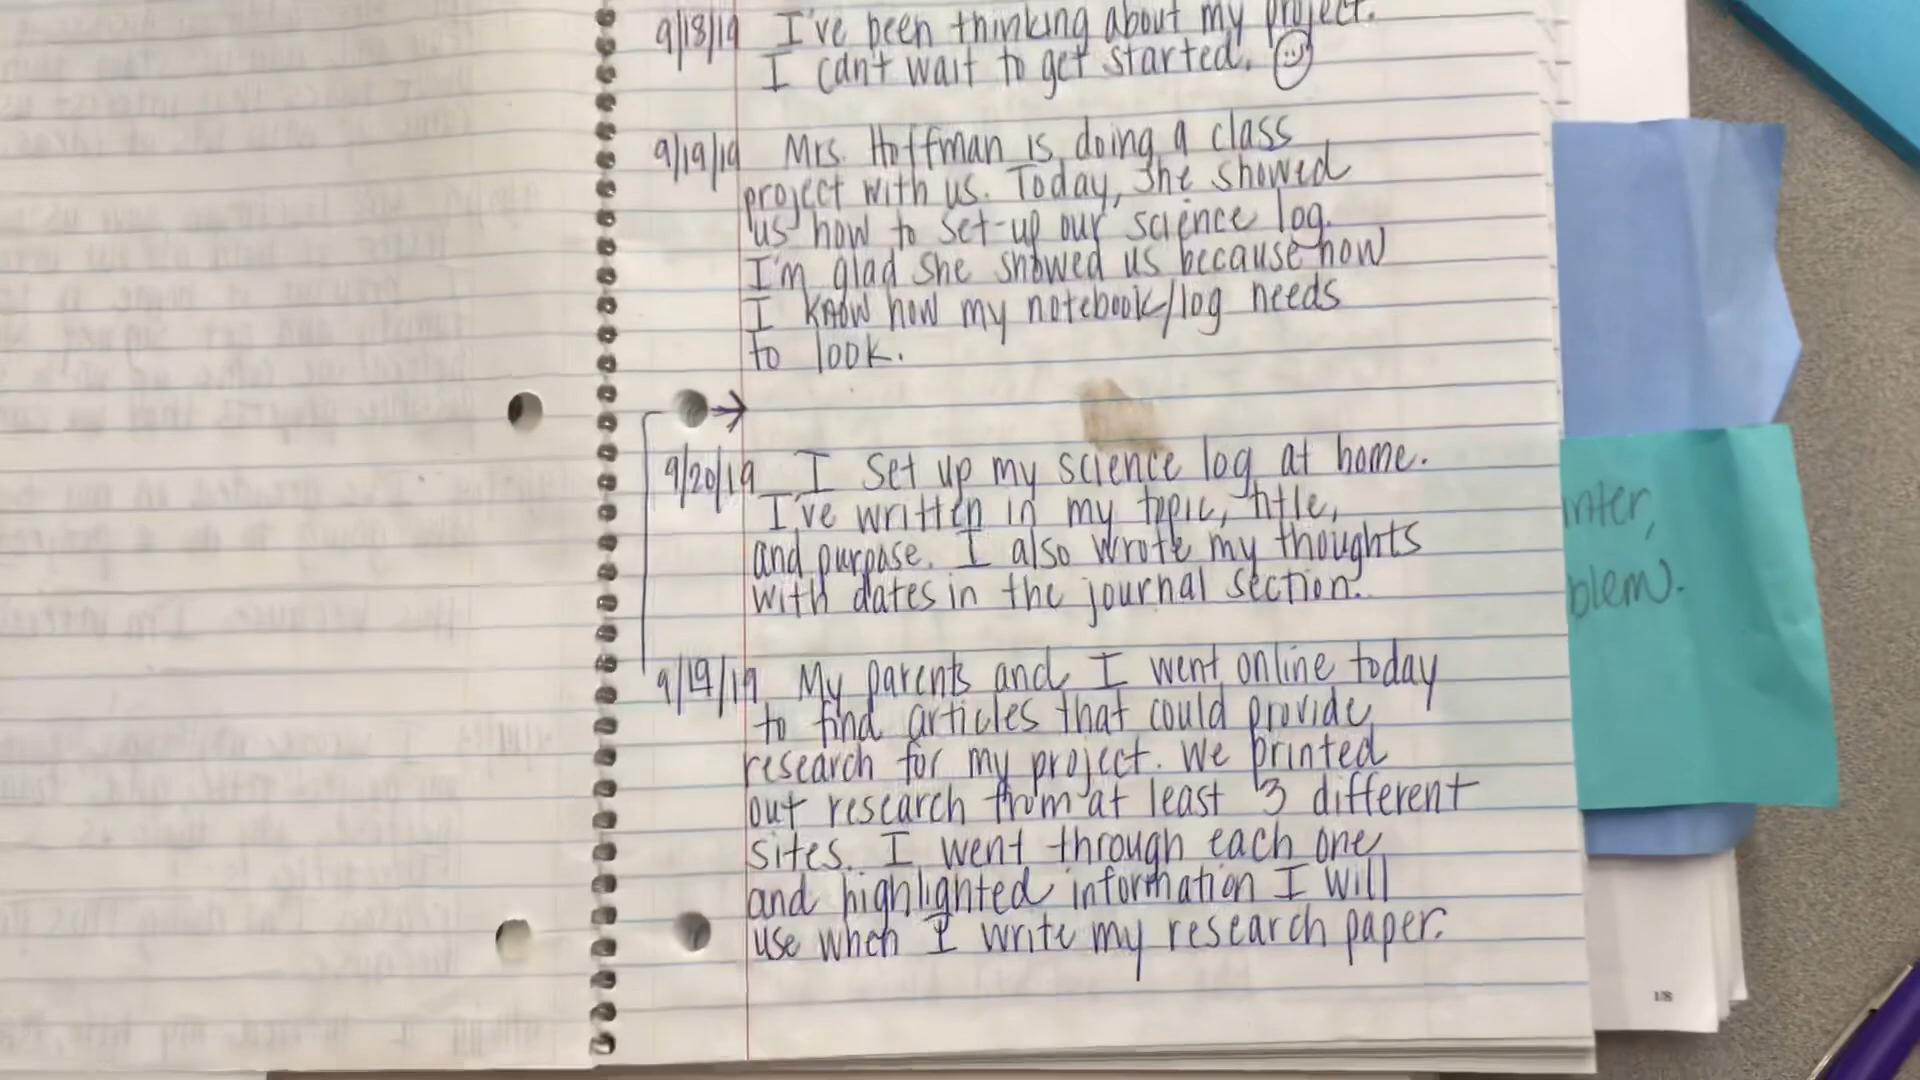 9/18/19 I've been thinking about my project.
I can't wait to get started.
9/19/19 Mrs. Hoffman is doing a class
project with us. Today, she showed
us how to set-up our science log.
I'm glad she showed us because now
I know how my notebook/log needs
to look.
9/20/19 I set up my science log at home.
I've written in my topic, title,
and purpose. I also wrote my thoughts
with dates in the journal section.
9/19/19 My parents and I went online today
to find articles that could provide
research for my project. We printed
out research from at least 3 different
sites. I went through each one
and highlighted information I will
use when I write my research paper.
nter,
blem.
1/8